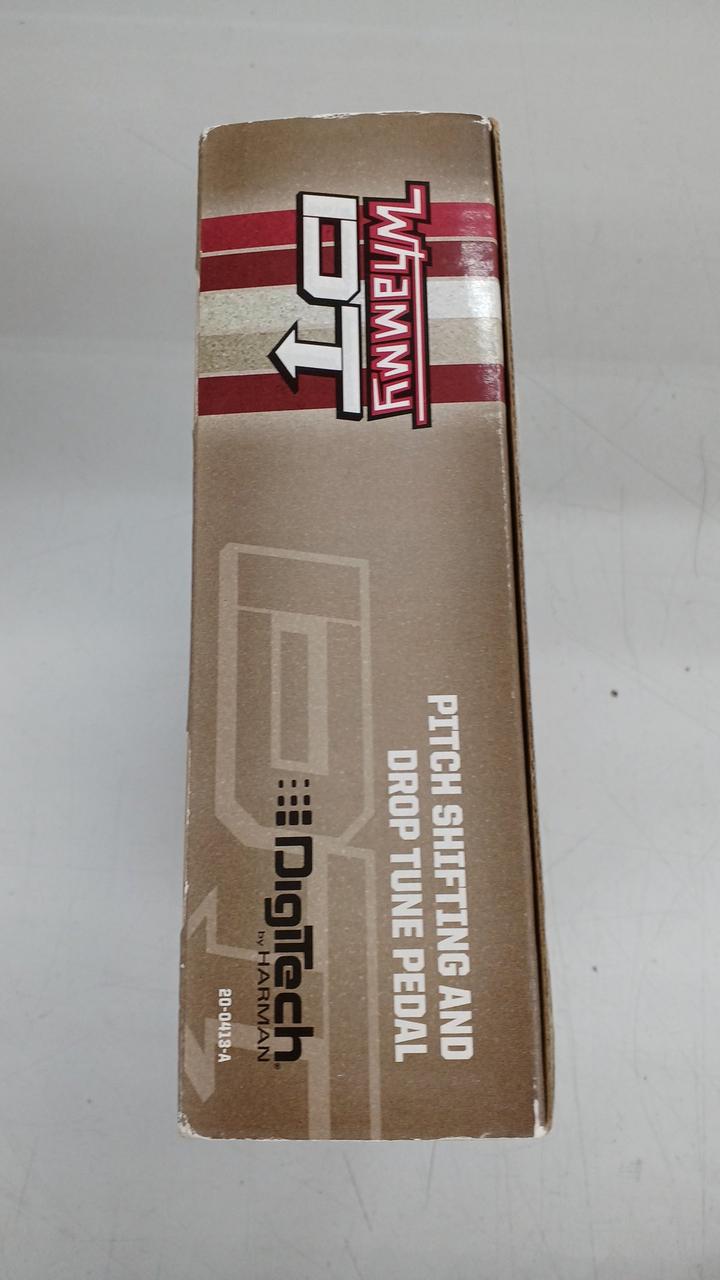 Whammy
DT
PITCH SHIFTING AND
DROP TUNE PEDAL
DigiTech®
by HARMAN
20-0413-A